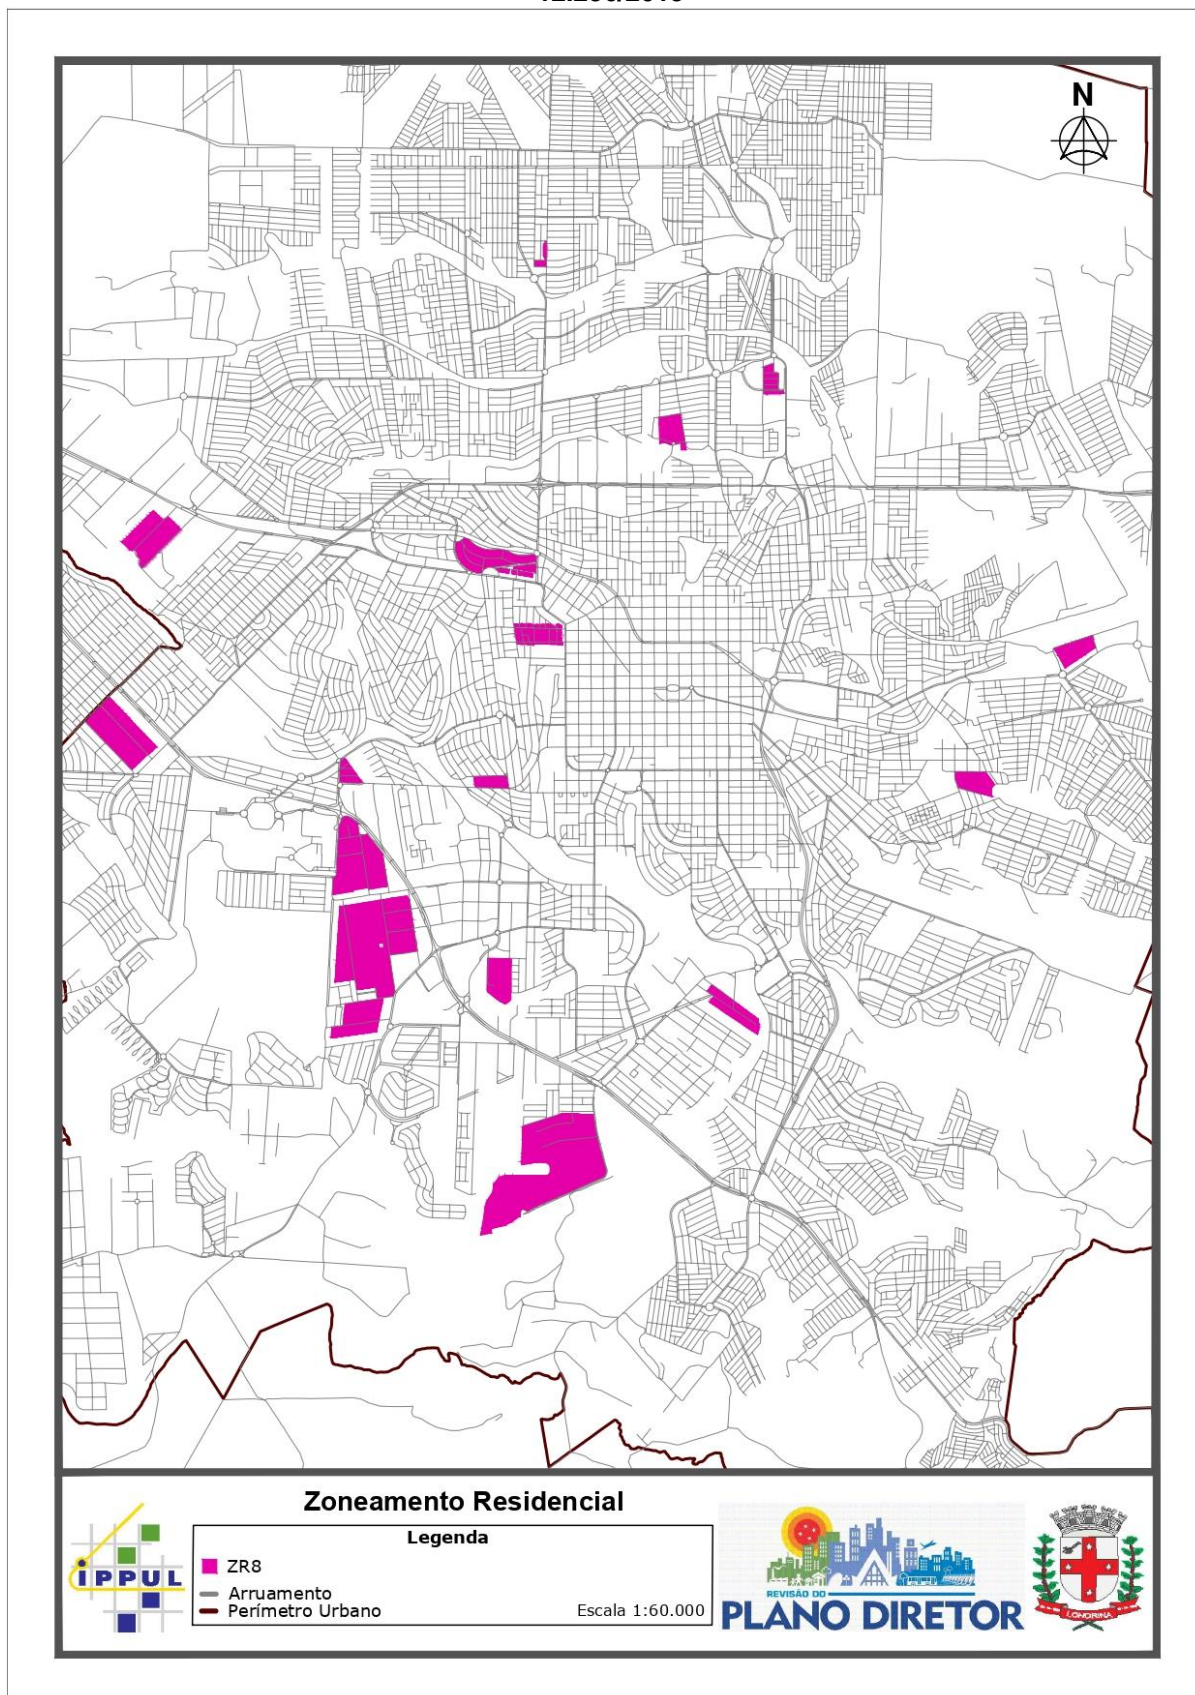 N
Zoneamento Residencial
Legenda
ZR8
Arruamento
Perímetro Urbano
Escala 1:60.000
iPPUL
REVISÃO DO
PLANO DIRETOR
LONDRINA